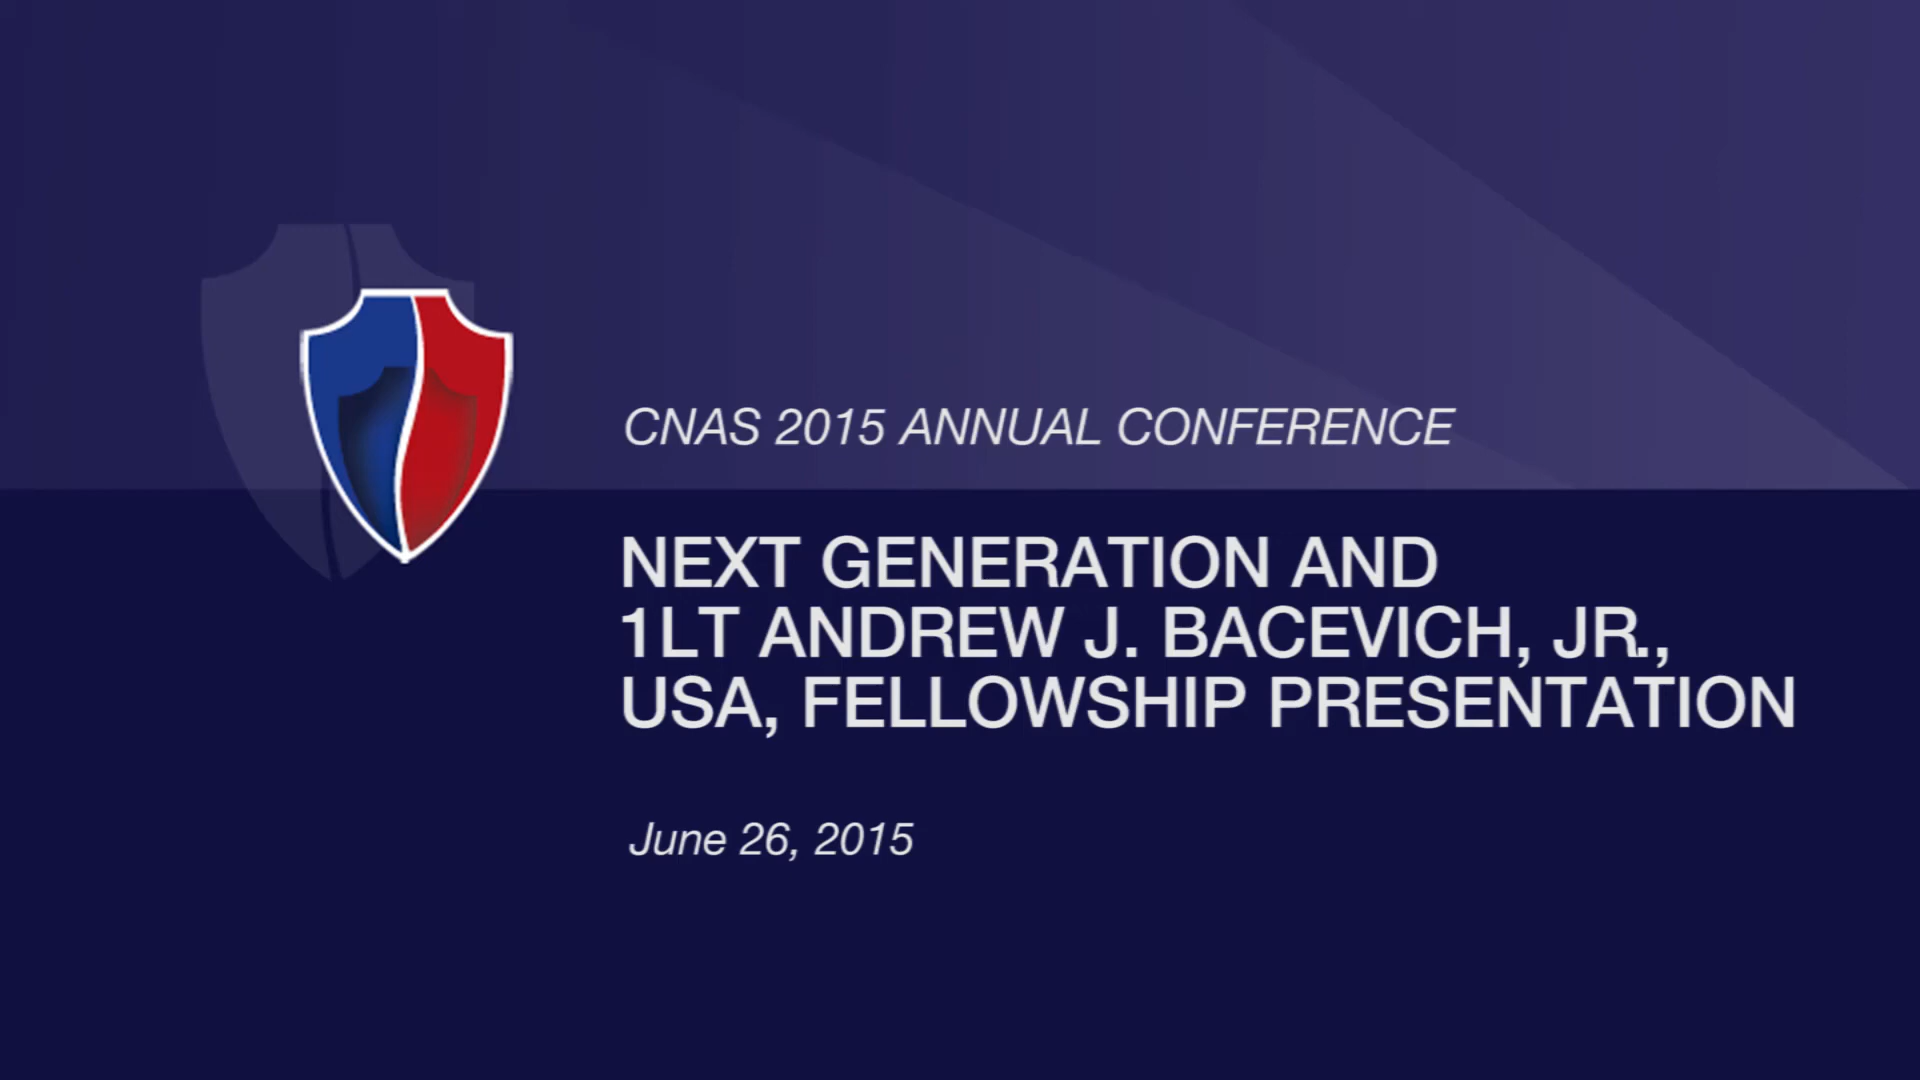 CNAS 2015 ANNUAL CONFERENCE
NEXT GENERATION AND
1LT ANDREW J. BACEVICH, JR.,
USA, FELLOWSHIP PRESENTATION
June 26, 2015